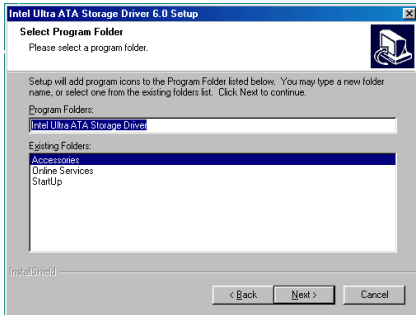 Intel Ultra ATA Storage Driver 6.0 Setup
Select Program Folder
Please select a program folder.
Setup will add program icons to the Program Folder listed below. You may type a new folder
name, or select one from the existing folders list. Click Next to continue.
Program Folders:
Intel Ultra ATA Storage Driver
Existing Folders:
Accessories
Online Services
StartUp
InstallShield
< Back
Next >
Cancel